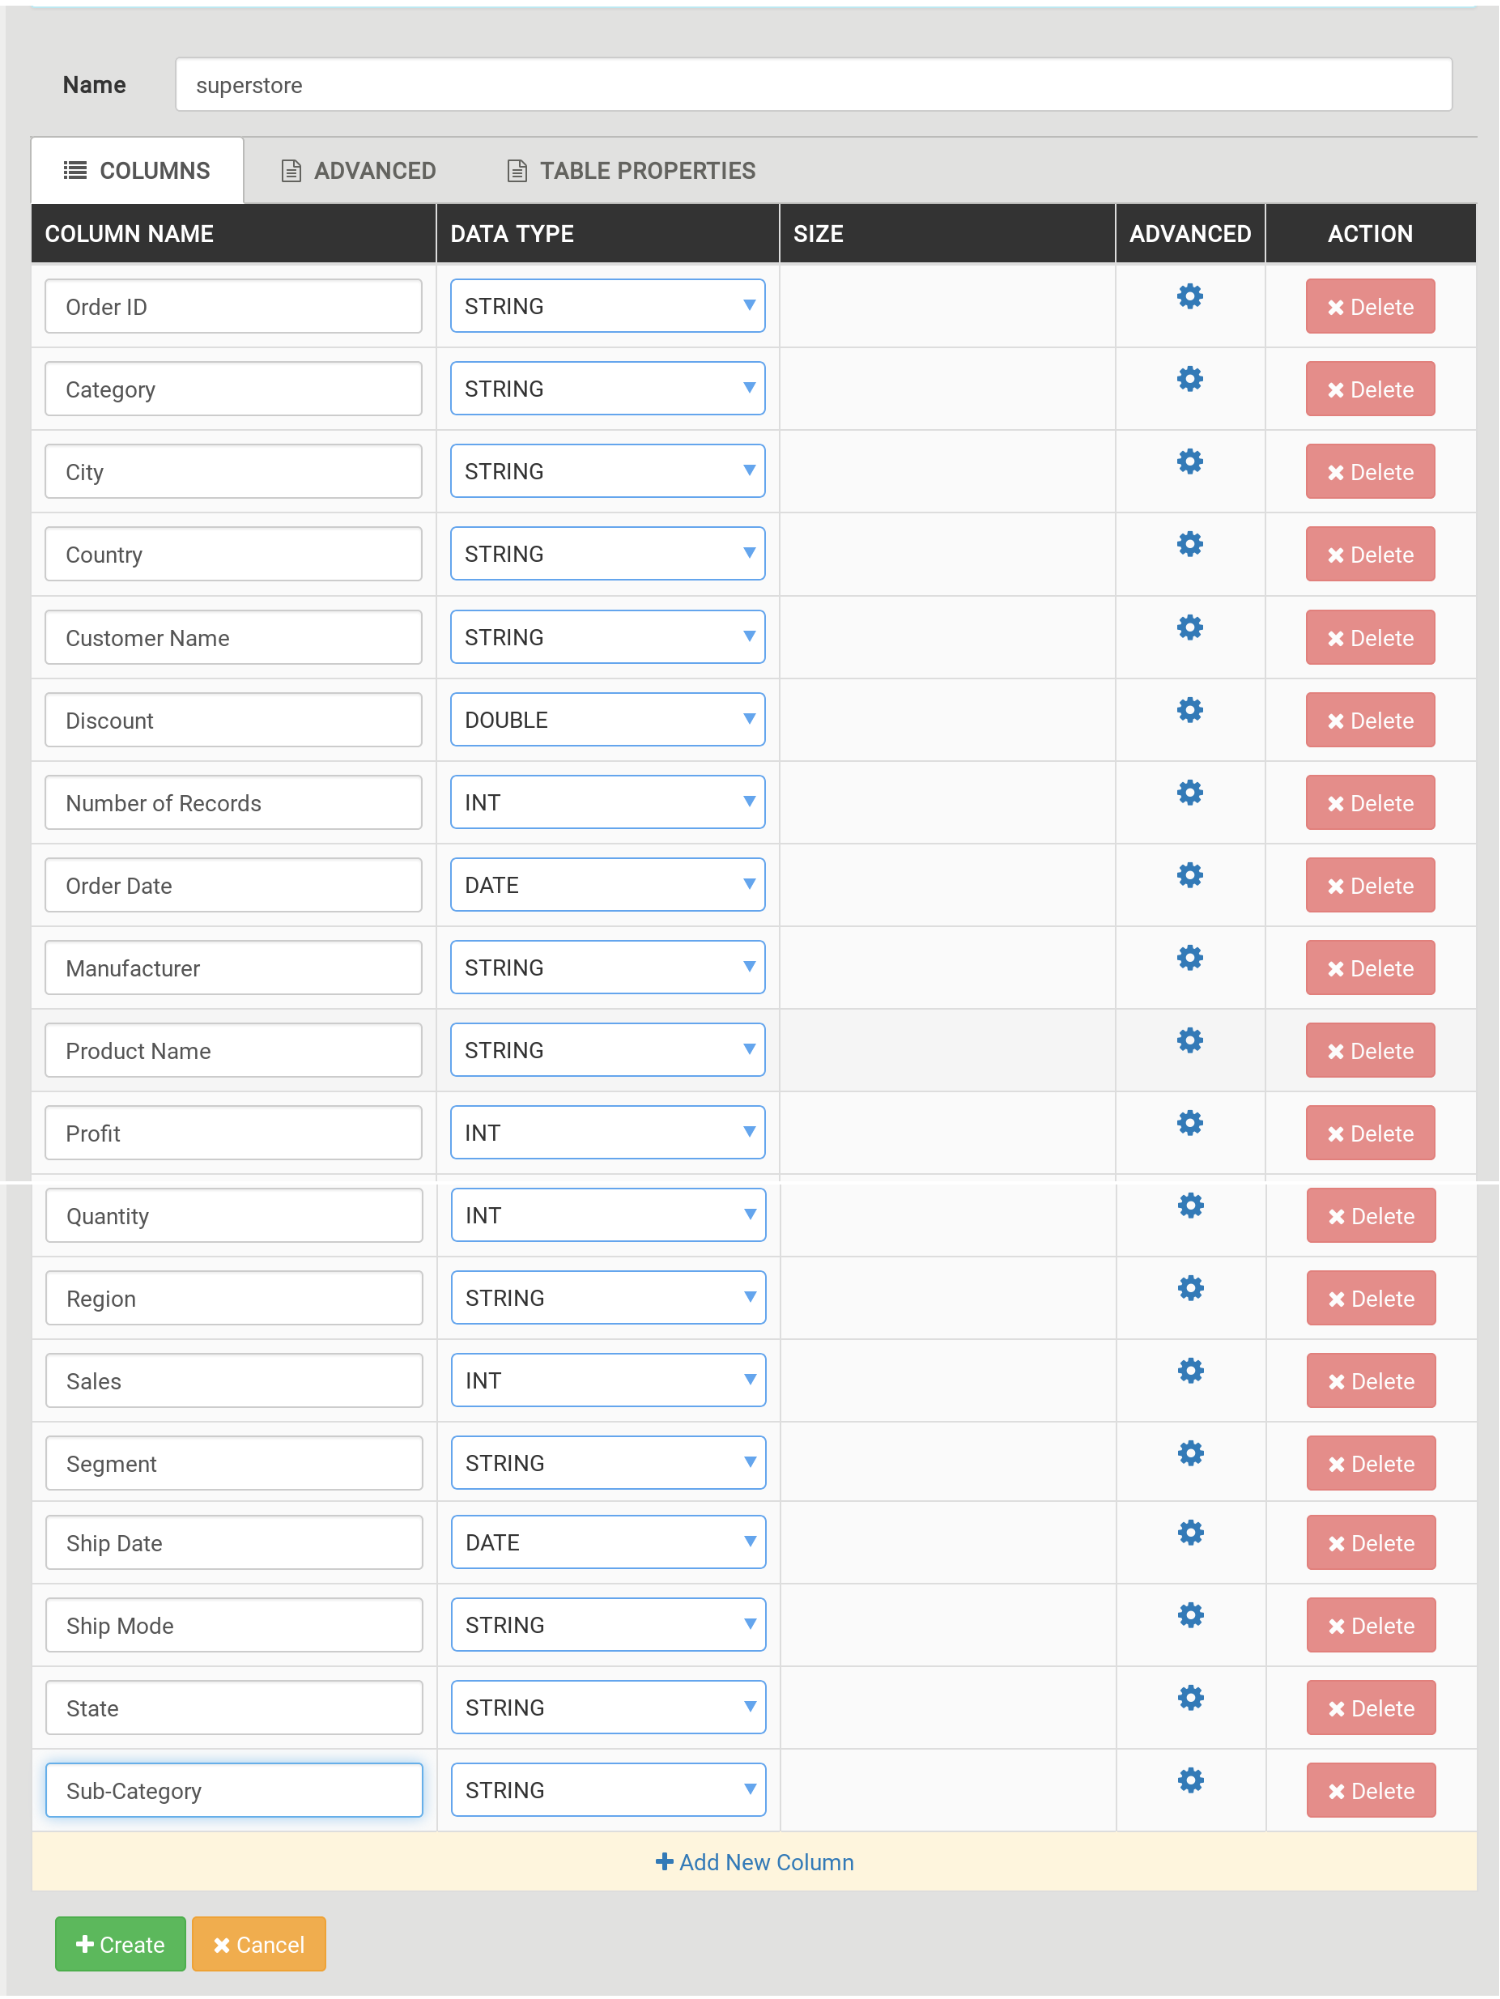 Name superstore
COLUMNS ADVANCED TABLE PROPERTIES
COLUMN NAME DATA TYPE SIZE ADVANCED ACTION
Order ID STRING Delete
Category STRING Delete
City STRING Delete
Country STRING Delete
Customer Name STRING Delete
Discount DOUBLE Delete
Number of Records INT Delete
Order Date DATE Delete
Manufacturer STRING Delete
Product Name STRING Delete
Profit INT Delete
Quantity INT Delete
Region STRING Delete
Sales INT Delete
Segment STRING Delete
Ship Date DATE Delete
Ship Mode STRING Delete
State STRING Delete
Sub-Category STRING Delete
Add New Column
Create Cancel